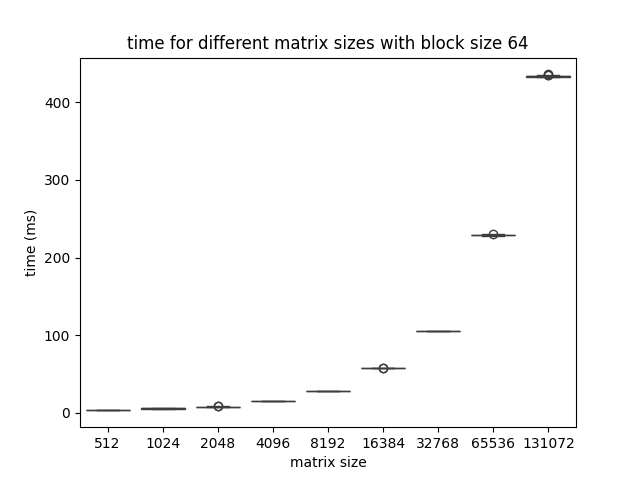 time for different matrix sizes with block size 64
400
300
200
100
0
time (ms)
512 1024 2048 4096 8192 16384 32768 65536 131072
matrix size